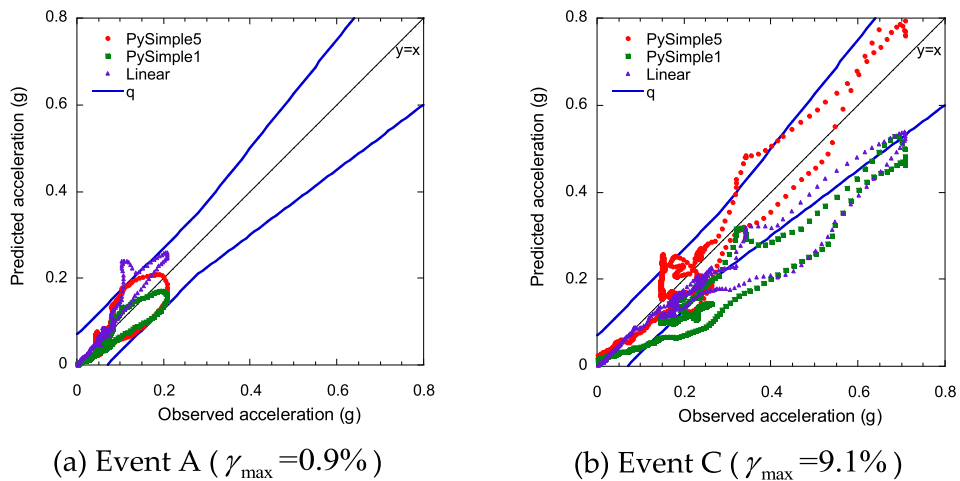 0.8
0.6
0.4
0.2
0
Predicted acceleration (g)
PySimple5
PySimple1
Linear
q
y=x
0 0.2 0.4 0.6 0.8
Observed acceleration (g)
(a) Event A ( γmax =0.9% )
0.8
0.6
0.4
0.2
0
Predicted acceleration (g)
PySimple5
PySimple1
Linear
q
y=x
0 0.2 0.4 0.6 0.8
Observed acceleration (g)
(b) Event C ( γmax =9.1% )